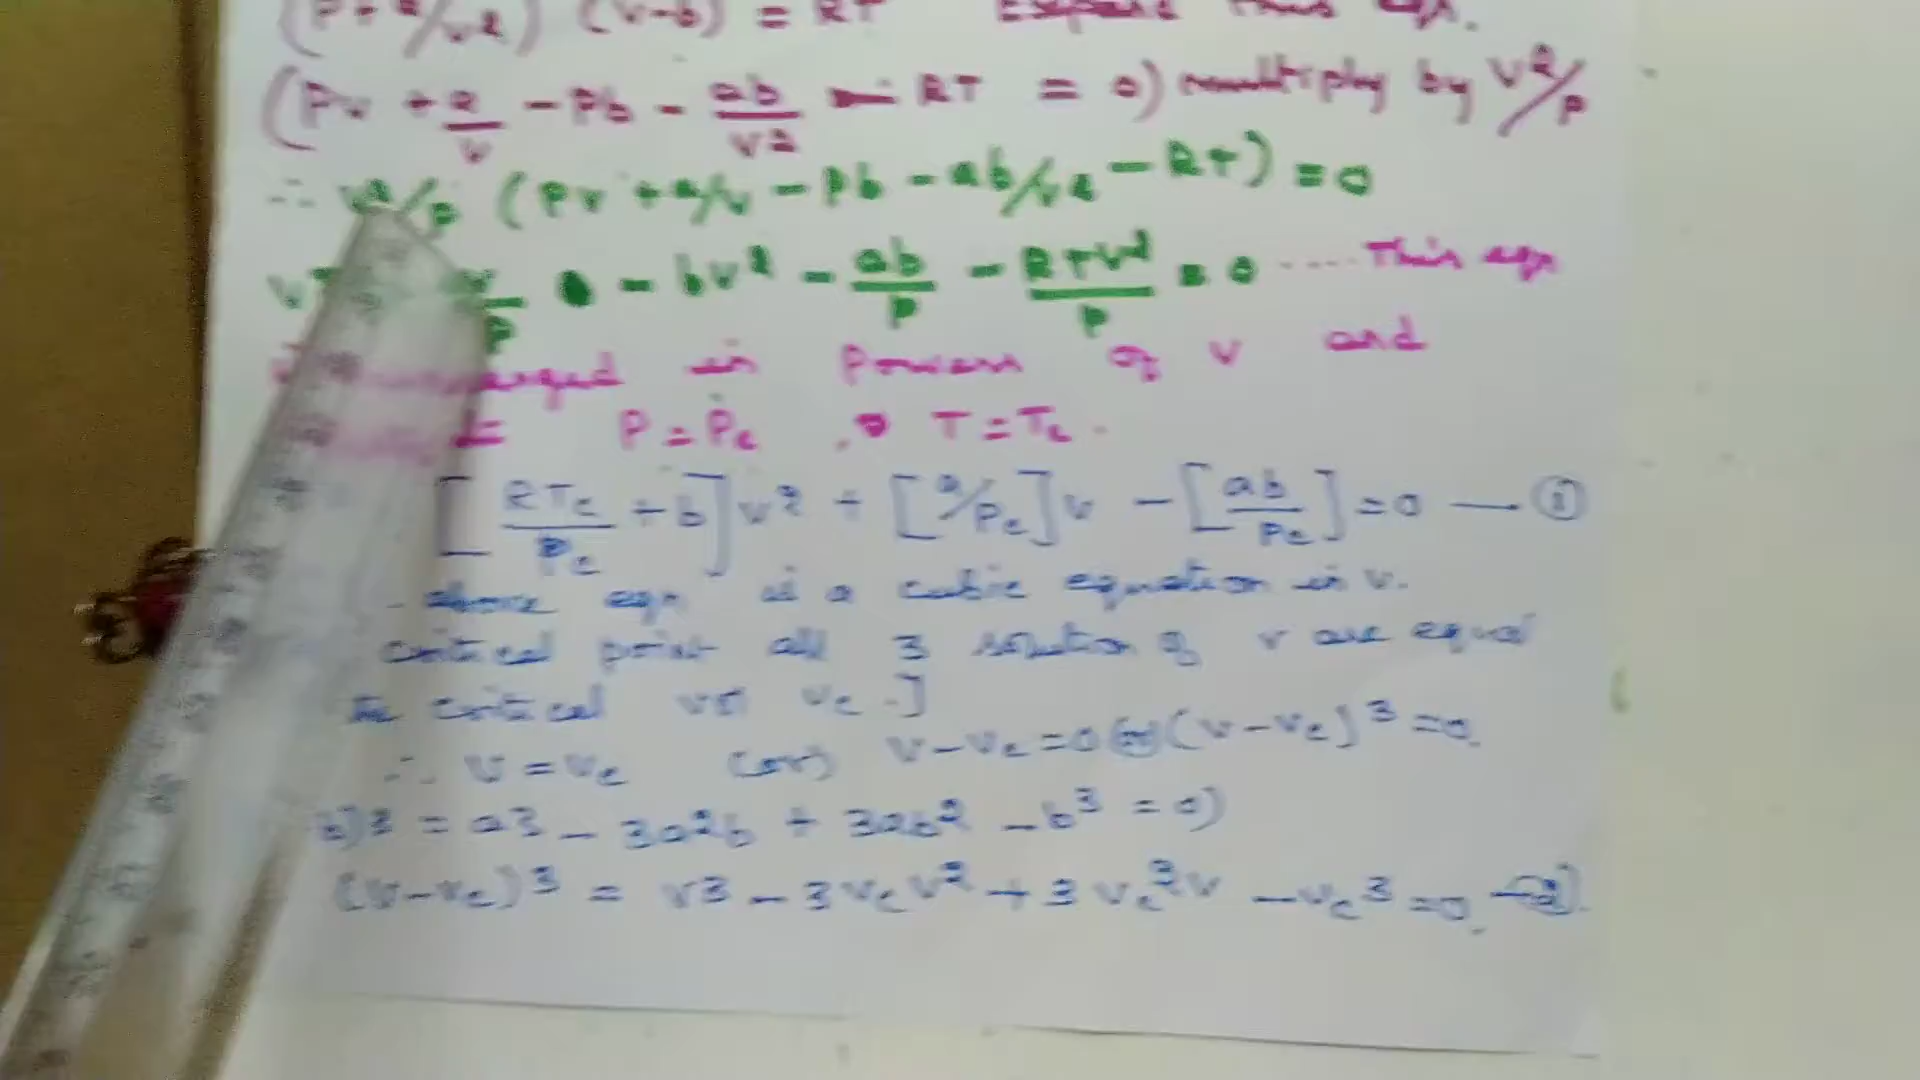 (P + a/v2) (v-b) = RT Expand this eqn.
(Pv + a/v - Pb - ab/v2 - RT = 0) multiply by v2/p
∴ v2/p (Pv + a/v - Pb - ab/v2 - RT) = 0
- bv2 - ab/p - RTv2/p = 0 .... This eqn
in Powers of v and
P = Pc , T = Tc .
[RTc/Pc + b] v2 + [a/Pc] v - [ab/Pc] = 0 — ①
above eqn is a cubic equation in v.
critical point all 3 solution of v are equal
the critical vol vc .]
∴ v = vc (or) v - vc = 0 (or) (v - vc)3 = 0.
b)3 = a3 - 3a2b + 3ab2 - b3 = 0)
(v-vc)3 = v3 - 3vcv2 + 3vc2v - vc3 = 0. — ②